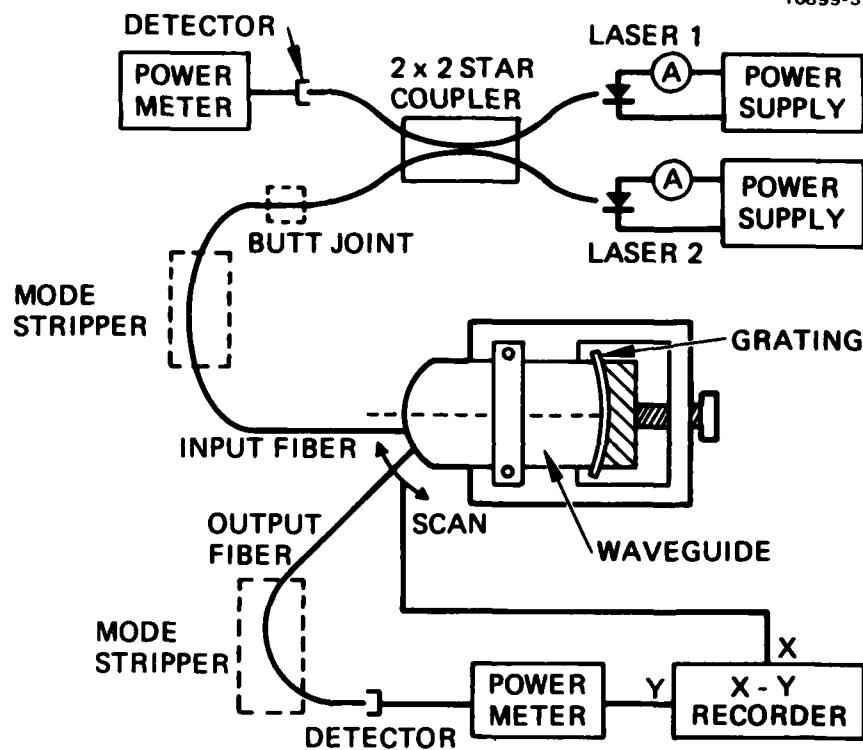 DETECTOR
POWER
METER
2 x 2 STAR
COUPLER
LASER 1
A
POWER
SUPPLY
A
POWER
SUPPLY
LASER 2
BUTT JOINT
MODE
STRIPPER
GRATING
INPUT FIBER
SCAN
OUTPUT
FIBER
WAVEGUIDE
MODE
STRIPPER
X
POWER
METER
Y
X - Y
RECORDER
DETECTOR